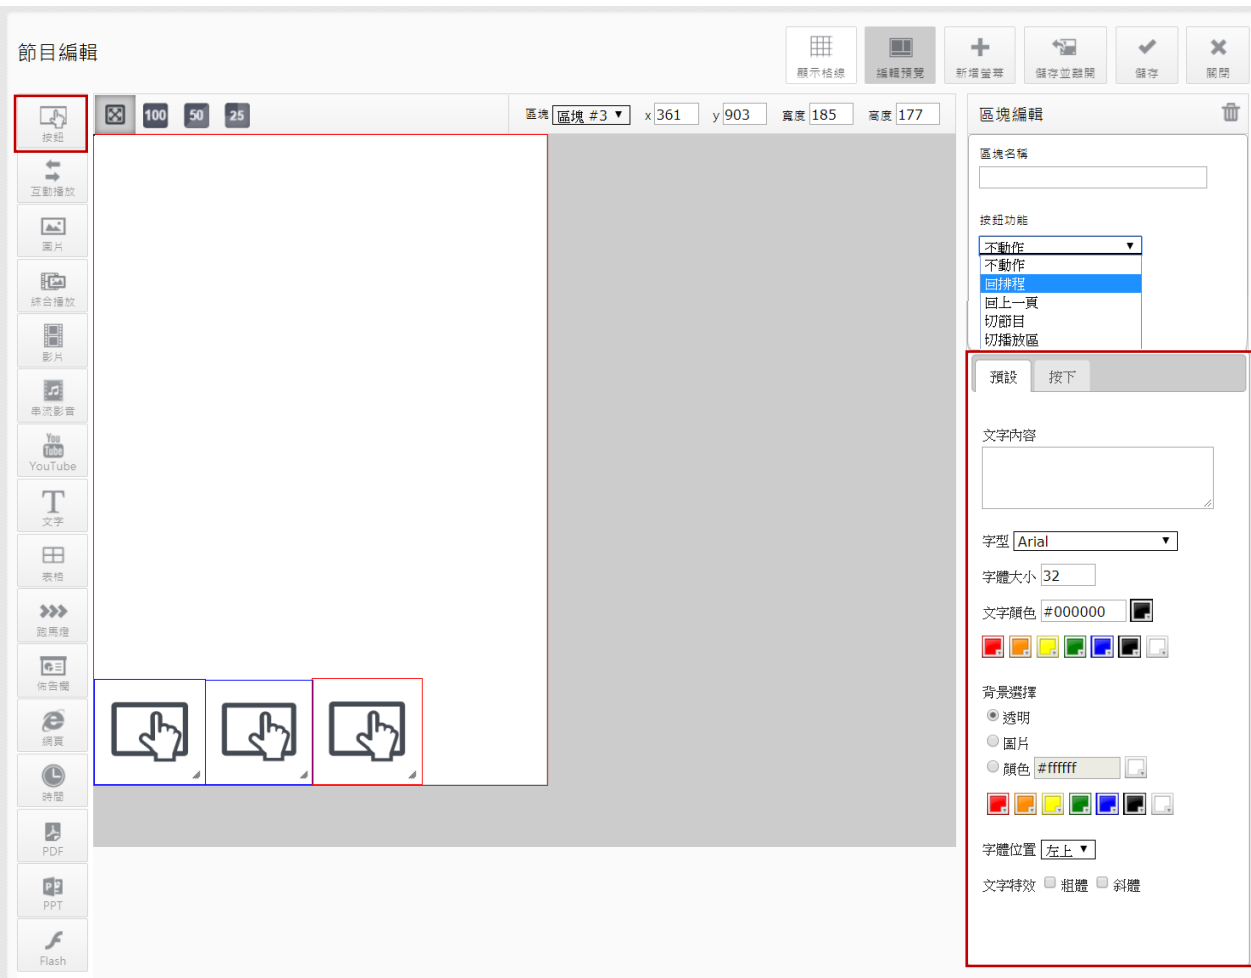 節目編輯
顯示格線
編輯預覽
新增螢幕
儲存並離開
儲存
關閉
按鈕
互動播放
圖片
綜合播放
影片
串流影音
You Tube
YouTube
T
文字
表格
跑馬燈
佈告欄
網頁
時間
PDF
PPT
Flash
100 50 25
區塊 區塊 #3 ▼ x 361 y 903 寬度 185 高度 177
區塊編輯
區塊名稱
按鈕功能
不動作 ▼
不動作
回排程
回上一頁
切節目
切播放區
預設 按下
文字內容
字型 Arial ▼
字體大小 32
文字顏色 #000000
背景選擇
透明
圖片
顏色 #ffffff
字體位置 左上 ▼
文字特效 粗體 斜體